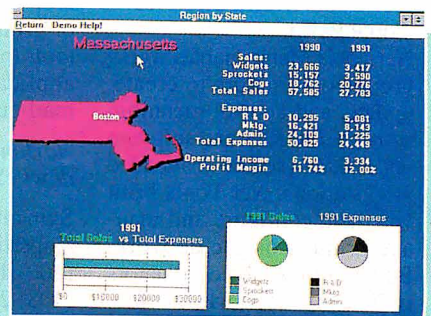 Region by State
Return Demo Help!
Massachusetts
1990 1991
Sales:
Widgets 23,666 3,417
Sprockets 15,157 3,590
Cogs 18,762 20,776
Total Sales 57,585 27,783
Expenses:
R & D 10,295 5,081
Mktg. 16,421 8,143
Admin. 24,109 11,225
Total Expenses 50,825 24,449
Operating Income 6,760 3,334
Profit Margin 11.74% 12.00%
Boston
1991
Total Sales vs Total Expenses
$0 $10000 $20000 $30000
1991 Sales 1991 Expenses
Widgets R & D
Sprockets Mktg
Cogs Admin